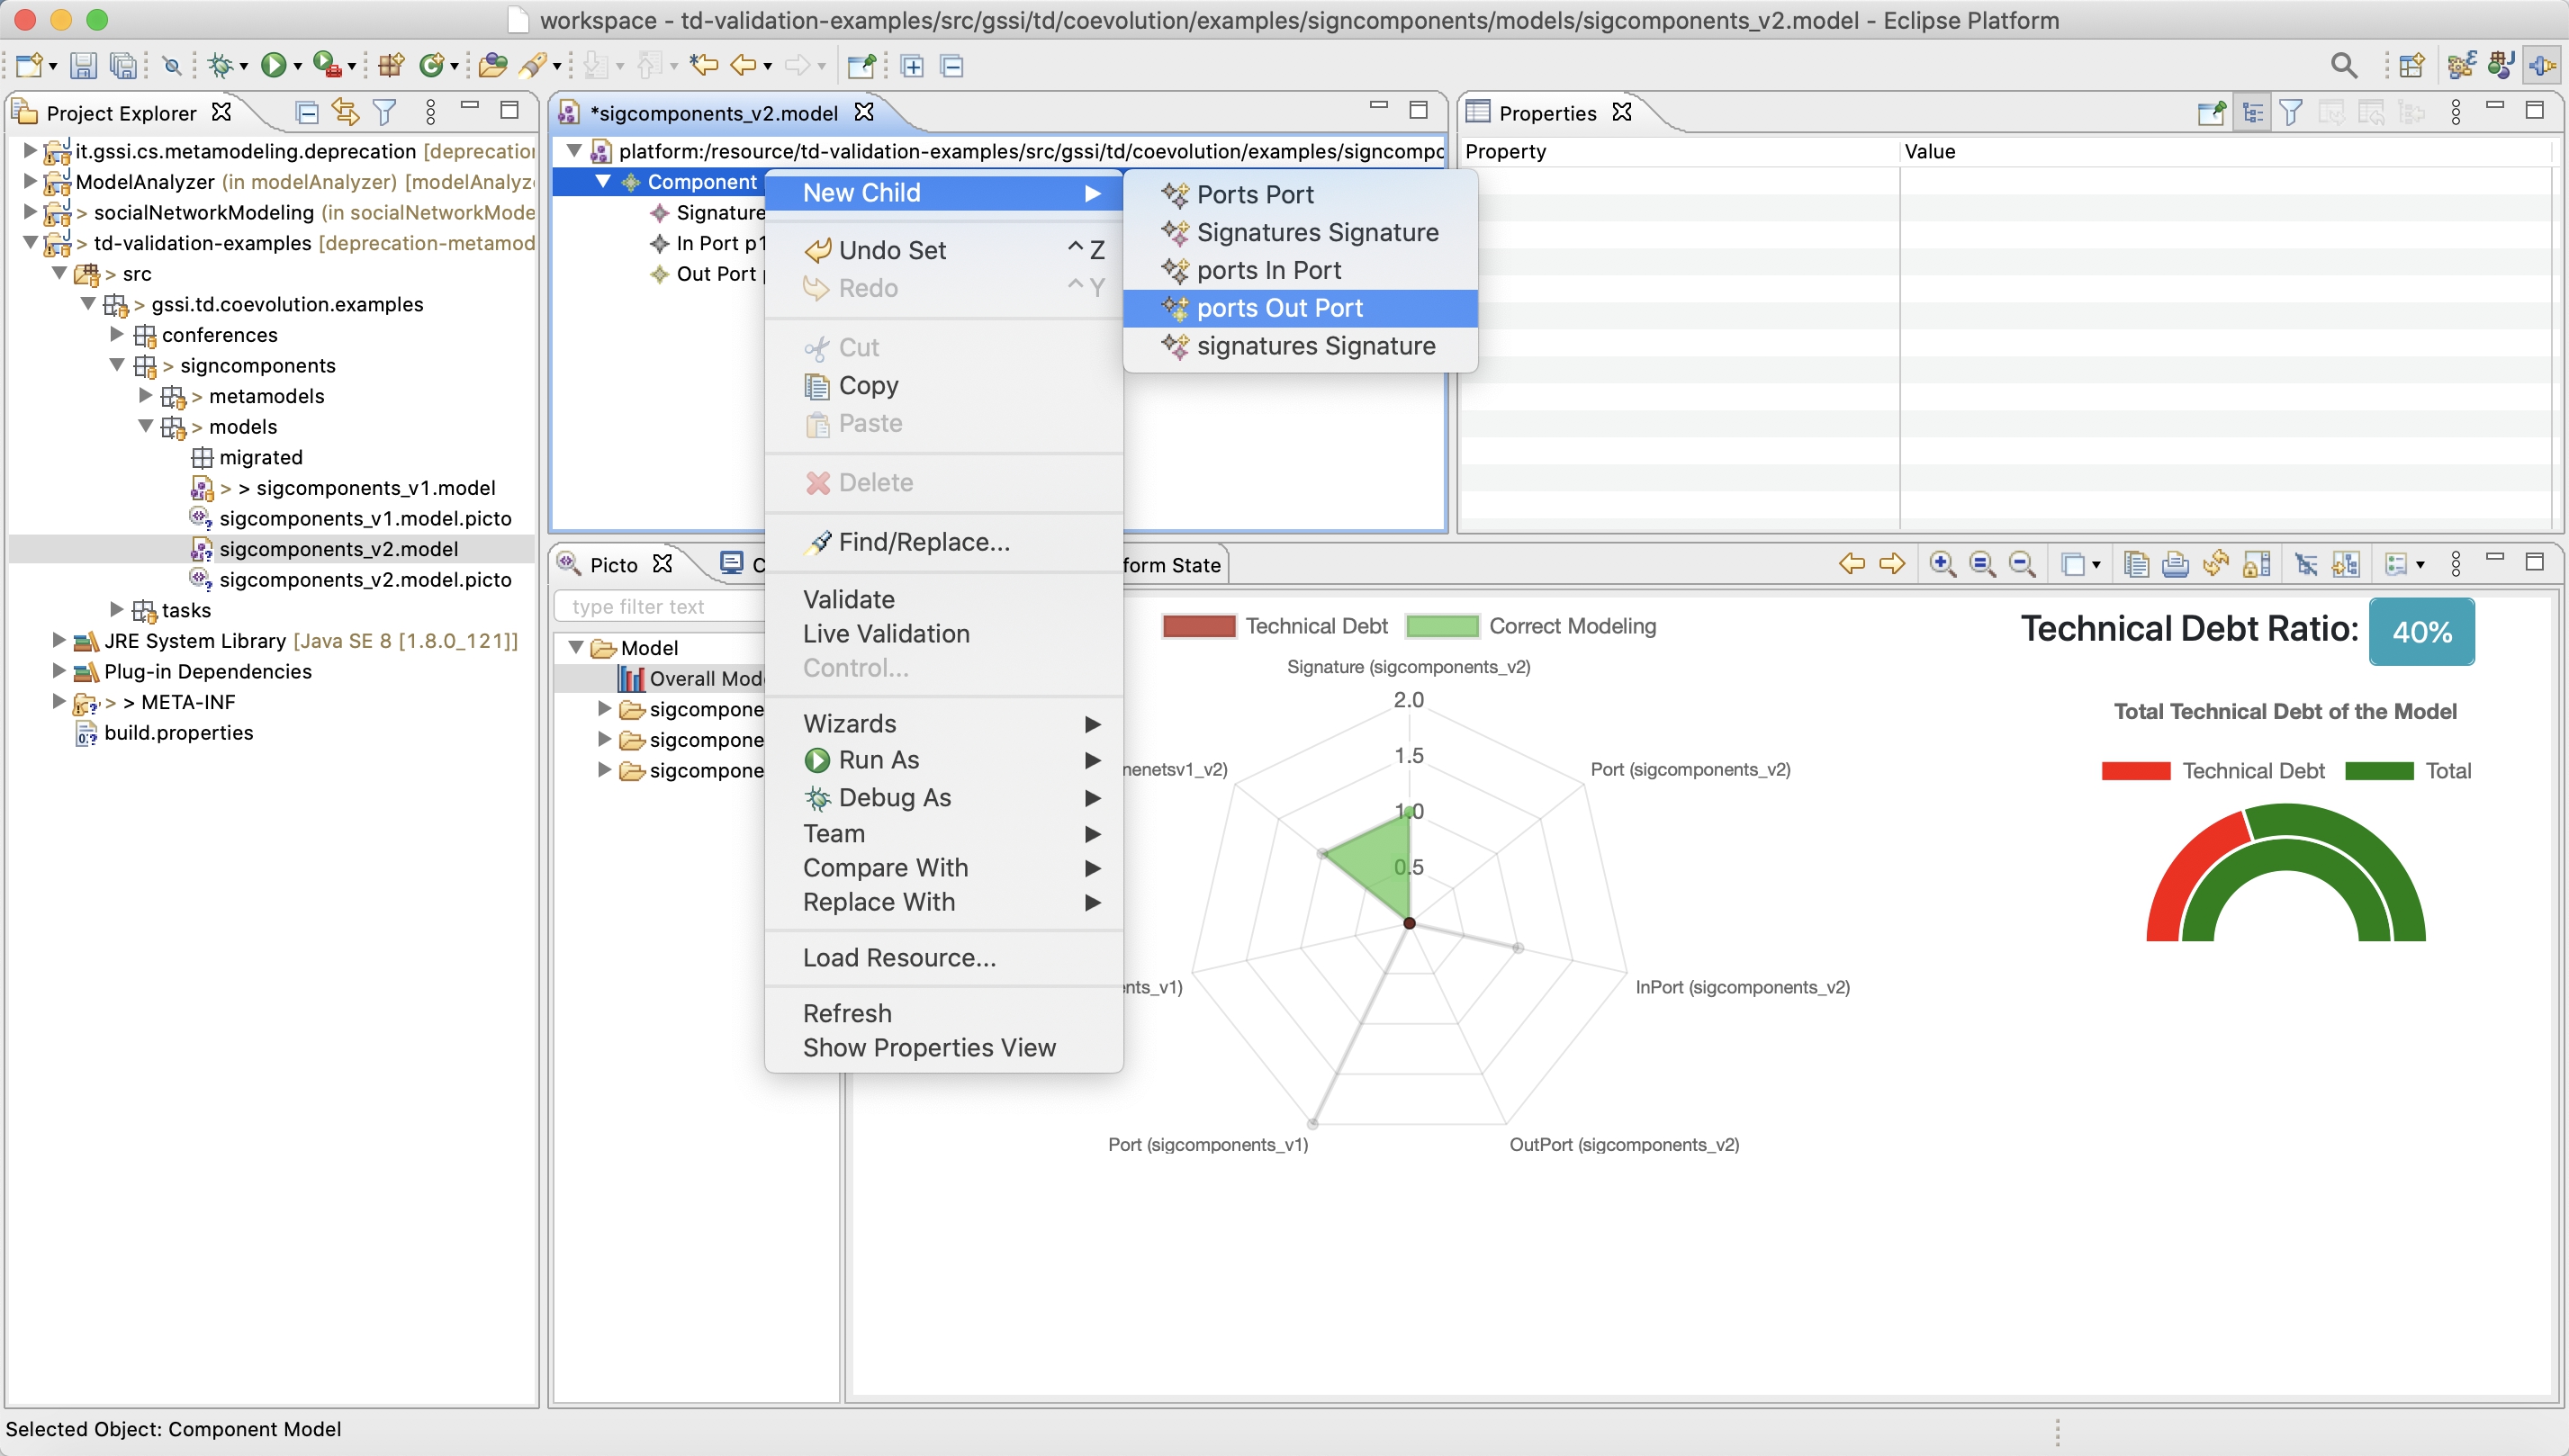 workspace - td-validation-examples/src/gssi/td/coevolution/examples/signcomponents/models/sigcomponents_v2.model - Eclipse Platform
Project Explorer
it.gssi.cs.metamodeling.deprecation [deprecation
ModelAnalyzer (in modelAnalyzer) [modelAnalyz
> socialNetworkModeling (in socialNetworkMode
> td-validation-examples [deprecation-metamod
> src
> gssi.td.coevolution.examples
conferences
> signcomponents
> metamodels
> models
migrated
> > sigcomponents_v1.model
sigcomponents_v1.model.picto
sigcomponents_v2.model
sigcomponents_v2.model.picto
tasks
JRE System Library [Java SE 8 [1.8.0_121]]
Plug-in Dependencies
> > META-INF
build.properties
*sigcomponents_v2.model
platform:/resource/td-validation-examples/src/gssi/td/coevolution/examples/signcompo
Component
Signature
In Port p1
Out Port
New Child
Undo Set ^ Z
Redo ^ Y
Cut
Copy
Paste
Delete
Find/Replace...
Validate
Live Validation
Control...
Wizards
Run As
Debug As
Team
Compare With
Replace With
Load Resource...
Refresh
Show Properties View
Ports Port
Signatures Signature
ports In Port
ports Out Port
signatures Signature
Properties
Property Value
Picto
C
form State
type filter text
Model
Overall Mod
sigcompone
sigcompone
sigcompone
Technical Debt Correct Modeling
Signature (sigcomponents_v2)
2.0
1.5
1.0
0.5
nenetsv1_v2)
Port (sigcomponents_v2)
nts_v1)
InPort (sigcomponents_v2)
Port (sigcomponents_v1)
OutPort (sigcomponents_v2)
Technical Debt Ratio: 40%
Total Technical Debt of the Model
Technical Debt Total
Selected Object: Component Model